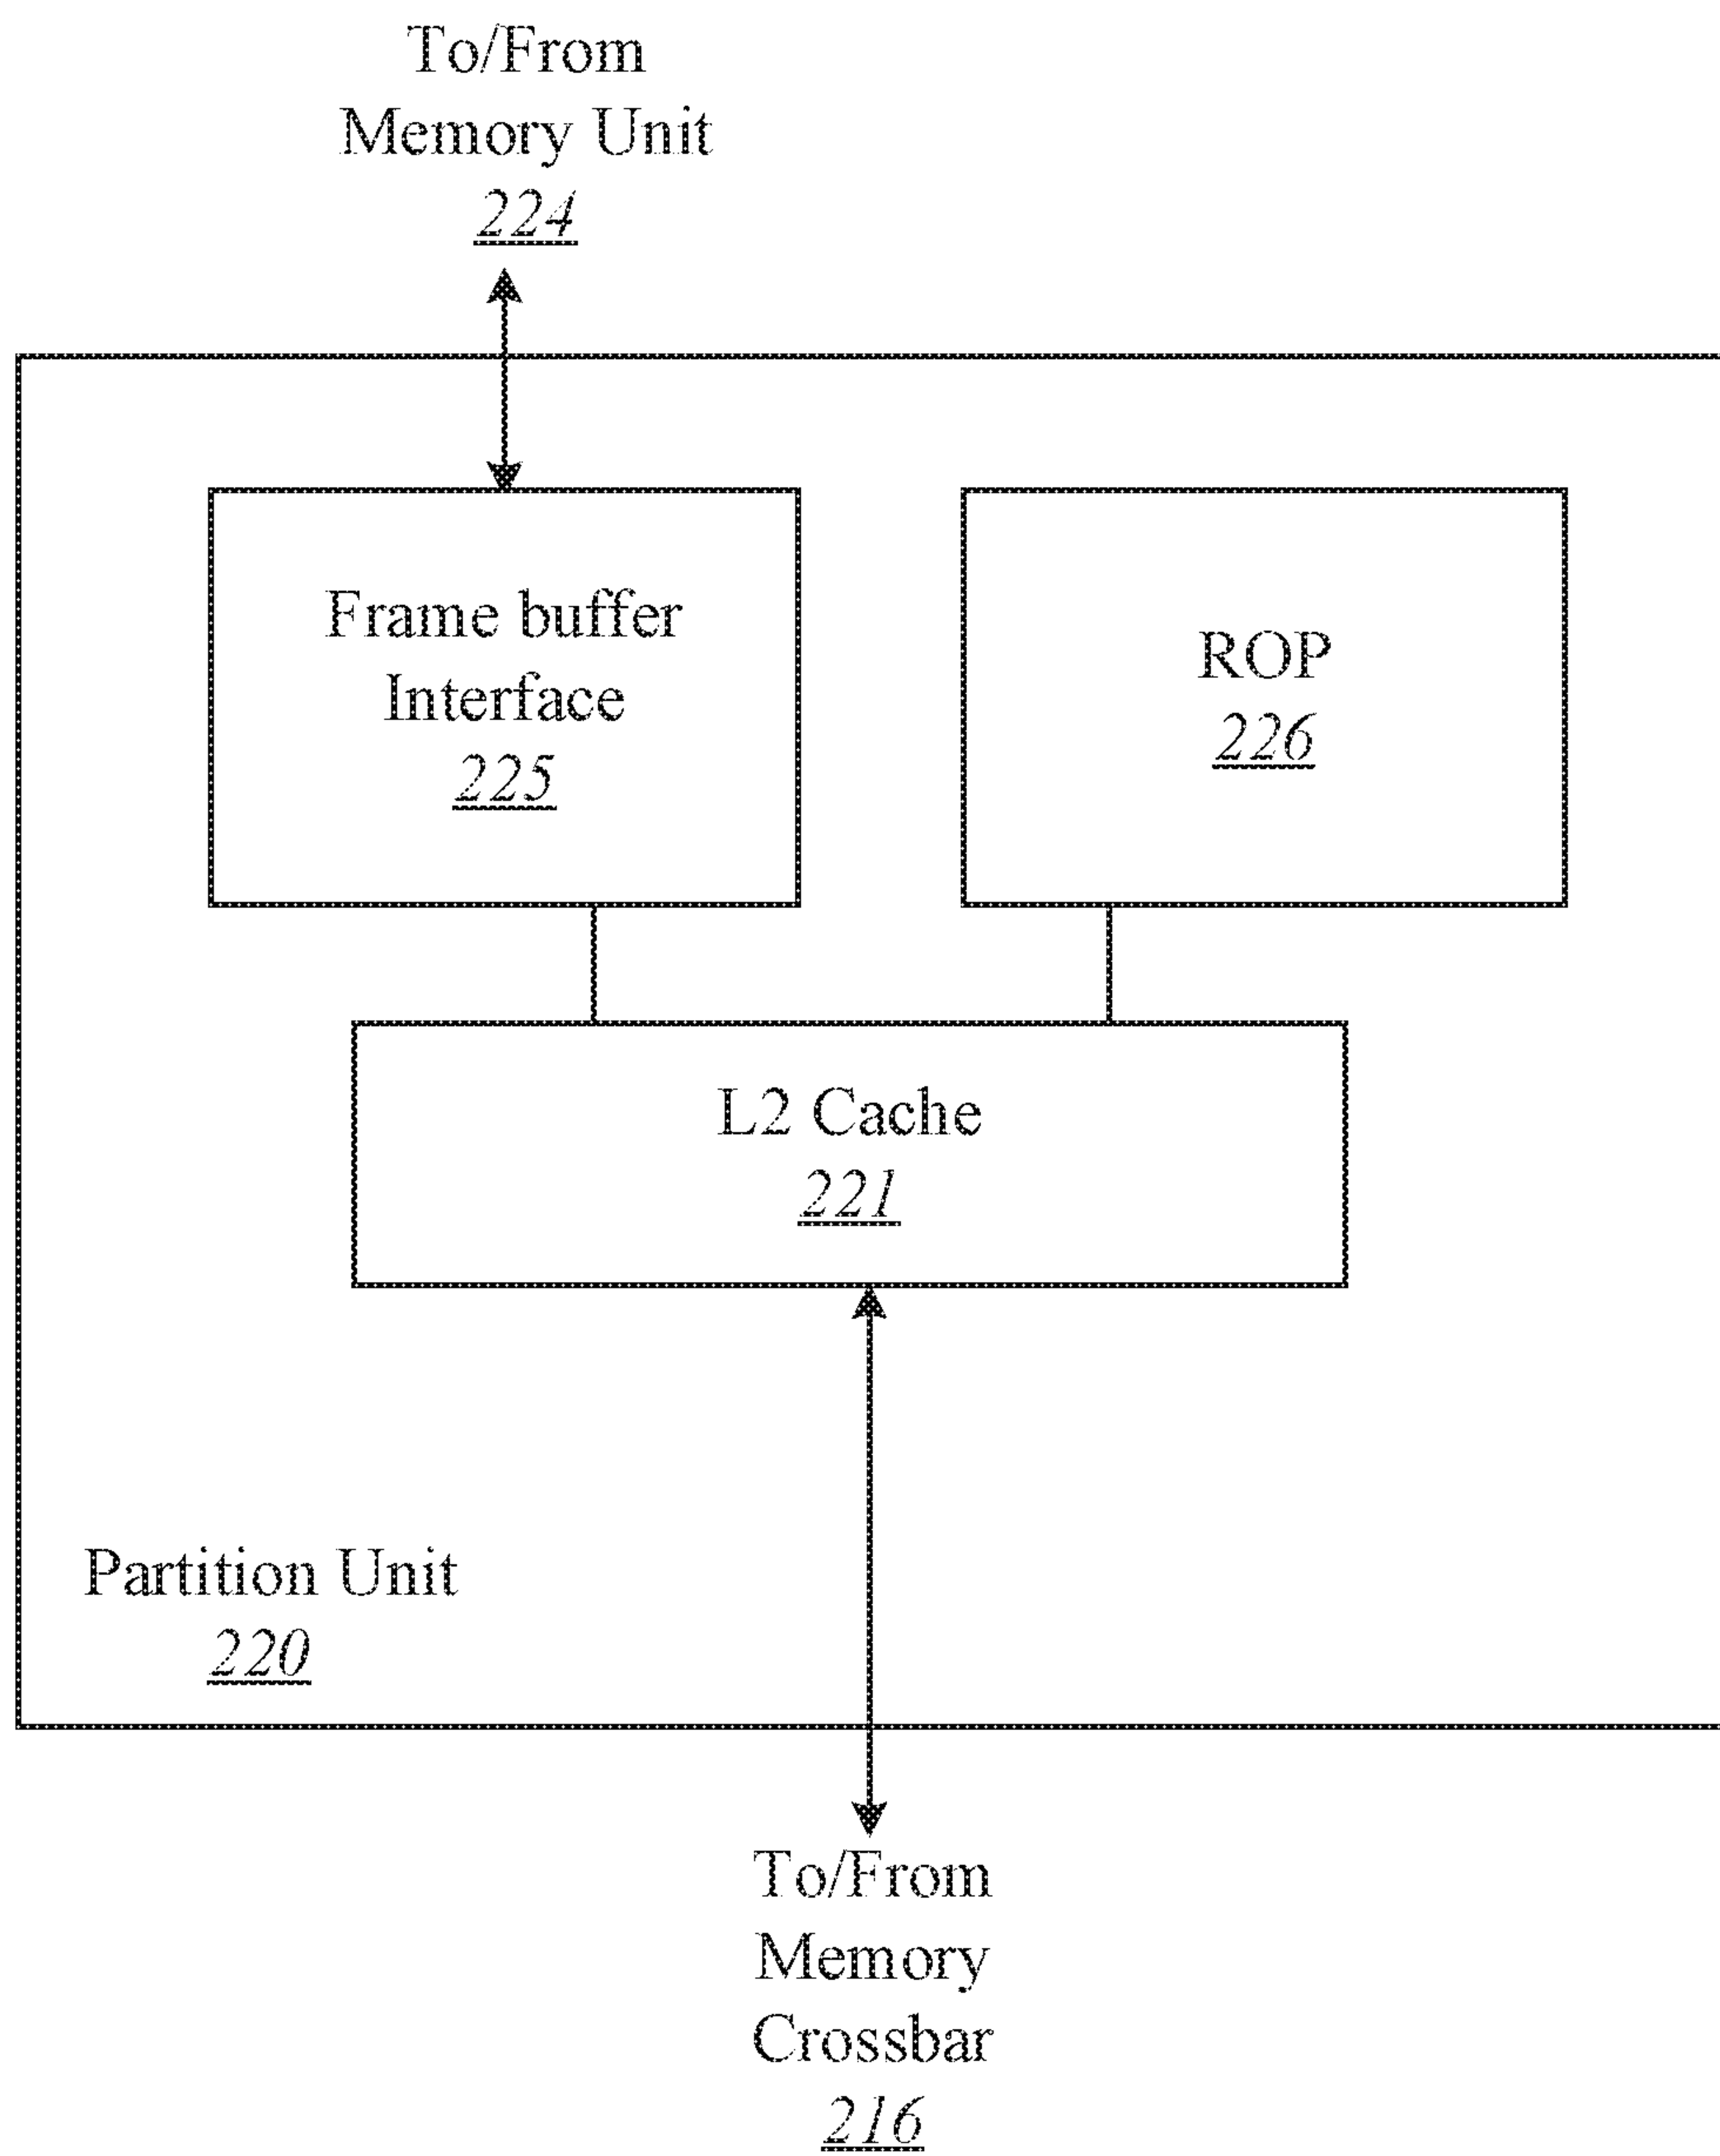 To/From
Memory Unit
224
Frame buffer
Interface
225
ROP
226
L2 Cache
221
Partition Unit
220
To/From
Memory
Crossbar
216